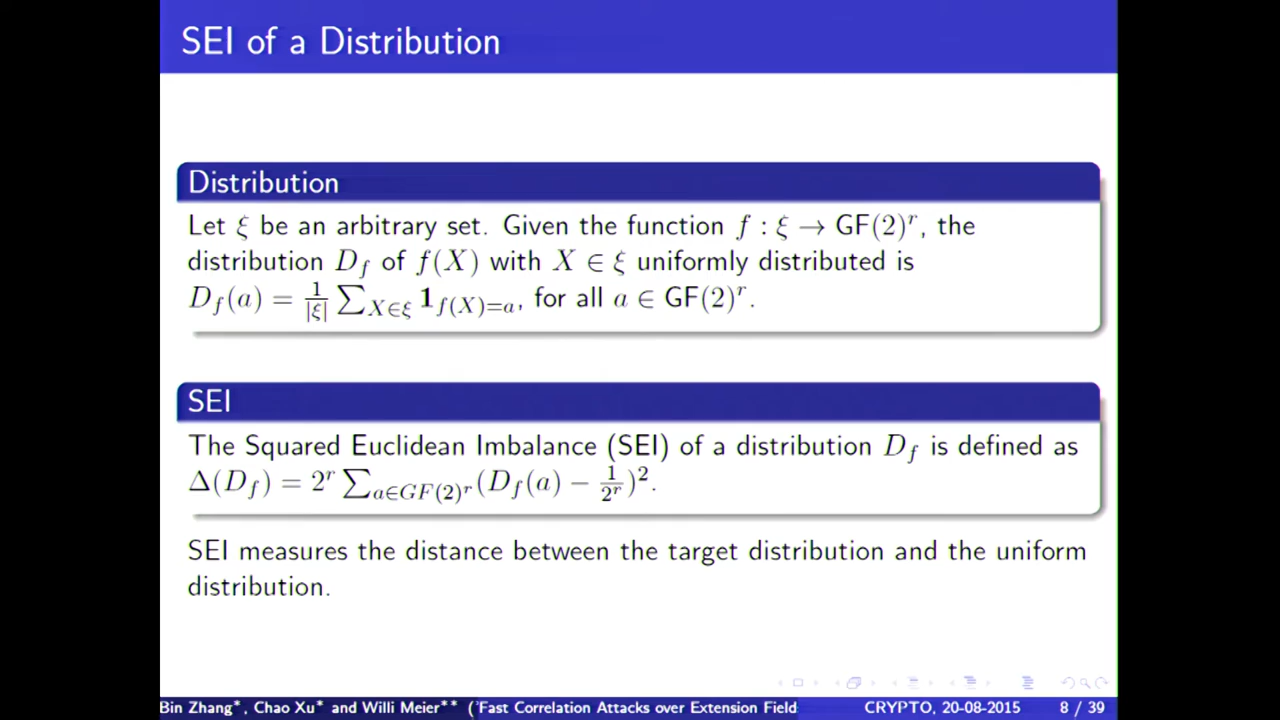 SEI of a Distribution
Distribution
Let ξ be an arbitrary set. Given the function f : ξ → GF(2)^r, the
distribution D_f of f(X) with X ∈ ξ uniformly distributed is
D_f(a) = 1/|ξ| ∑_{X∈ξ} 1_{f(X)=a}, for all a ∈ GF(2)^r.
SEI
The Squared Euclidean Imbalance (SEI) of a distribution D_f is defined as
Δ(D_f) = 2^r ∑_{a∈GF(2)^r} (D_f(a) − 1/2^r)^2.
SEI measures the distance between the target distribution and the uniform
distribution.
Bin Zhang*, Chao Xu* and Willi Meier** ('Fast Correlation Attacks over Extension Field CRYPTO, 20-08-2015 8 / 39